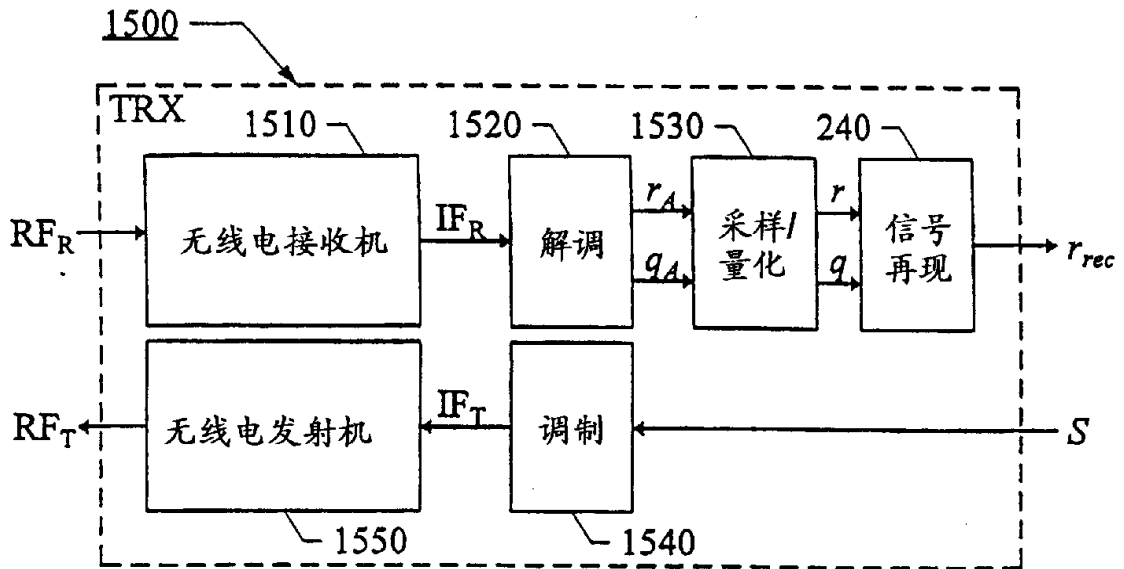 1500
TRX
1510
1520
1530
240
RF_R
无线电接收机
IF_R
解调
r_A
q_A
采样/
量化
r
q
信号
再现
r_rec
RF_T
无线电发射机
IF_T
调制
S
1550
1540